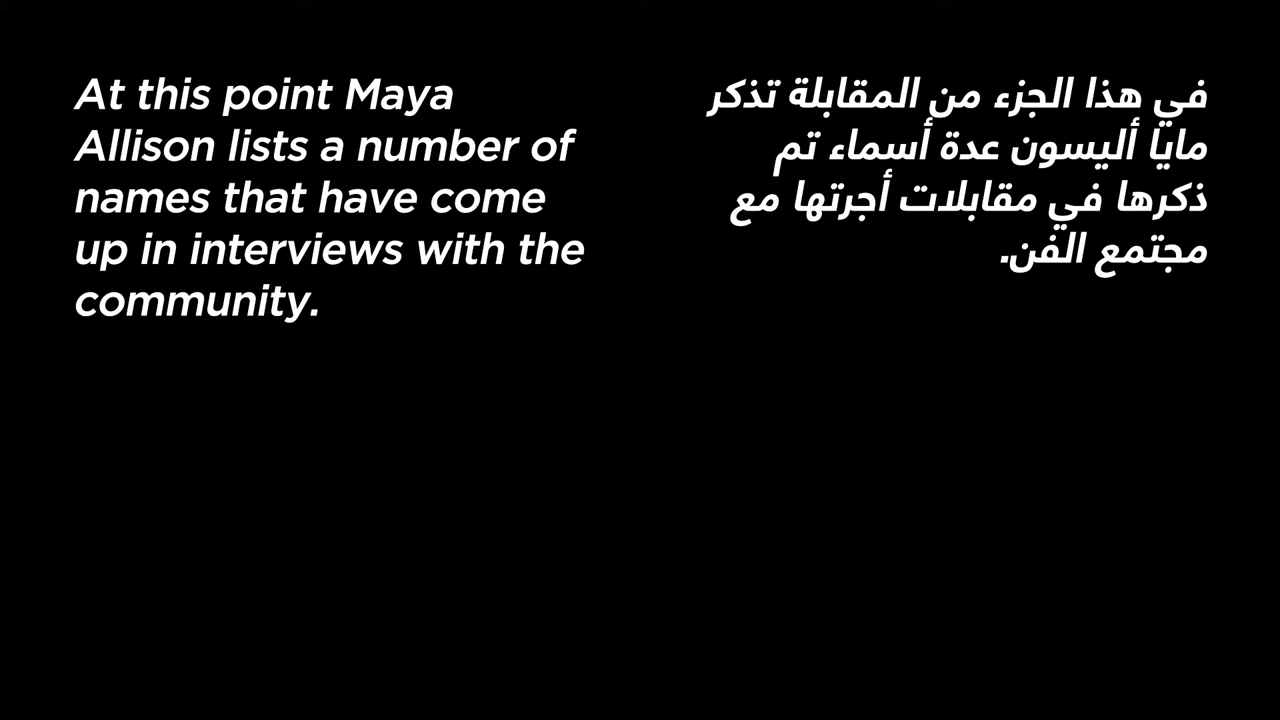 At this point Maya
Allison lists a number of
names that have come
up in interviews with the
community.
في هذا الجزء من المقابلة تذكر
مايا أليسون عدة أسماء تم
ذكرها في مقابلات أجرتها مع
مجتمع الفن.